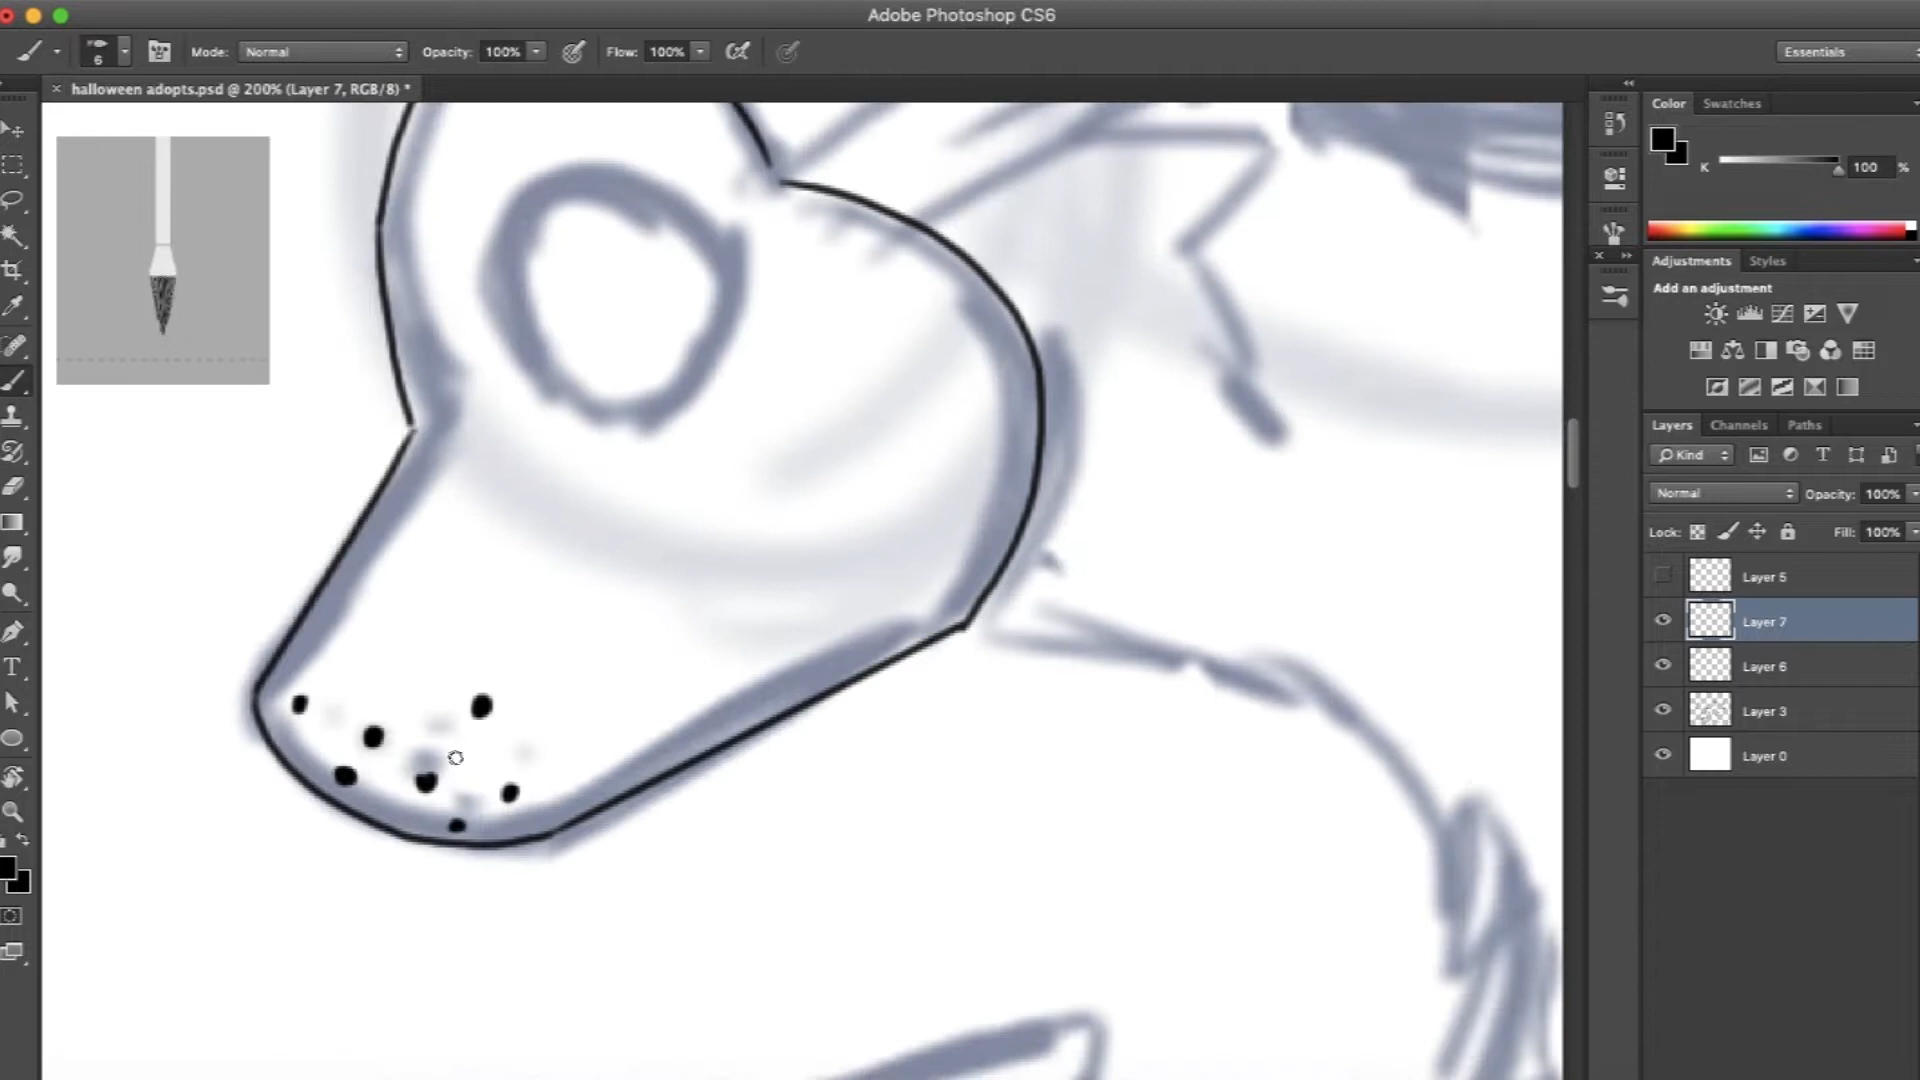 Adobe Photoshop CS6
6
Mode: Normal
Opacity: 100%
Flow: 100%
Essentials
halloween adopts.psd @ 200% (Layer 7, RGB/8) *
Color Swatches
K 100 %
Adjustments Styles
Add an adjustment
Layers Channels Paths
Kind
Normal Opacity: 100%
Lock: Fill: 100%
Layer 5
Layer 7
Layer 6
Layer 3
Layer 0